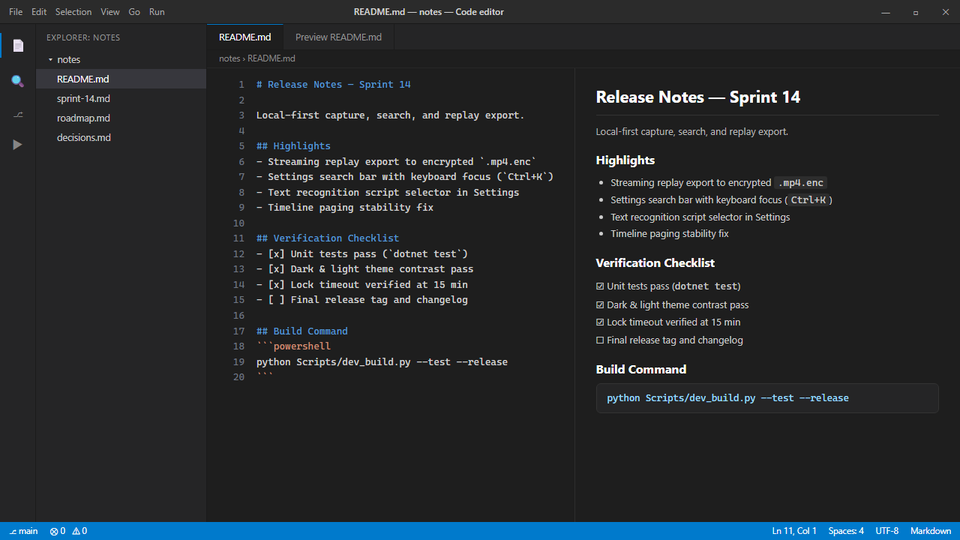 File Edit Selection View Go Run
README.md — notes — Code editor
EXPLORER: NOTES
notes
README.md
sprint-14.md
roadmap.md
decisions.md
README.md Preview README.md
notes › README.md
1 # Release Notes — Sprint 14
2
3 Local-first capture, search, and replay export.
4
5 ## Highlights
6 - Streaming replay export to encrypted `.mp4.enc`
7 - Settings search bar with keyboard focus (`Ctrl+K`)
8 - Text recognition script selector in Settings
9 - Timeline paging stability fix
10
11 ## Verification Checklist
12 - [x] Unit tests pass (`dotnet test`)
13 - [x] Dark & light theme contrast pass
14 - [x] Lock timeout verified at 15 min
15 - [ ] Final release tag and changelog
16
17 ## Build Command
18 ```powershell
19 python Scripts/dev_build.py --test --release
20 ```
Release Notes — Sprint 14
Local-first capture, search, and replay export.
Highlights
• Streaming replay export to encrypted .mp4.enc
• Settings search bar with keyboard focus ( Ctrl+K )
• Text recognition script selector in Settings
• Timeline paging stability fix
Verification Checklist
☑ Unit tests pass (dotnet test)
☑ Dark & light theme contrast pass
☑ Lock timeout verified at 15 min
☐ Final release tag and changelog
Build Command
python Scripts/dev_build.py --test --release
main 0 0 Ln 11, Col 1 Spaces: 4 UTF-8 Markdown